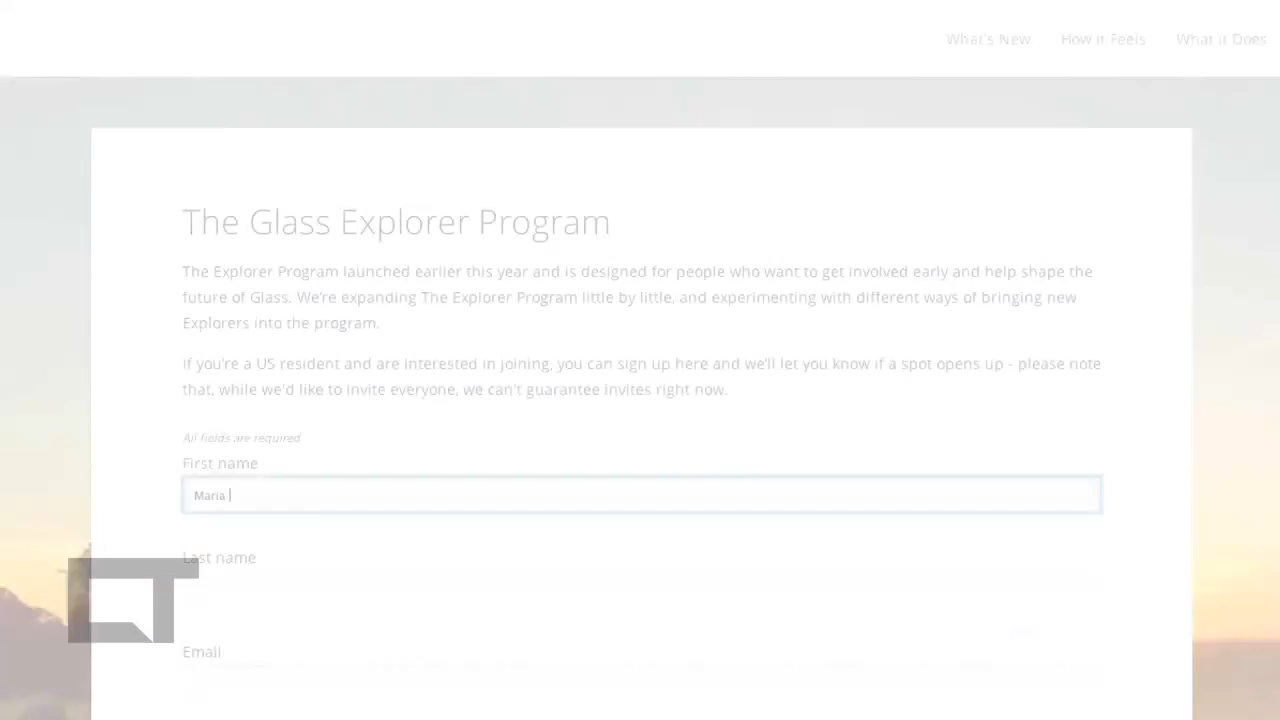 What's New How it Feels What it Does
The Glass Explorer Program
The Explorer Program launched earlier this year and is designed for people who want to get involved early and help shape the
future of Glass. We're expanding The Explorer Program little by little, and experimenting with different ways of bringing new
Explorers into the program.
If you're a US resident and are interested in joining, you can sign up here and we'll let you know if a spot opens up - please note
that, while we'd like to invite everyone, we can't guarantee invites right now.
All fields are required
First name
Maria
Last name
Email